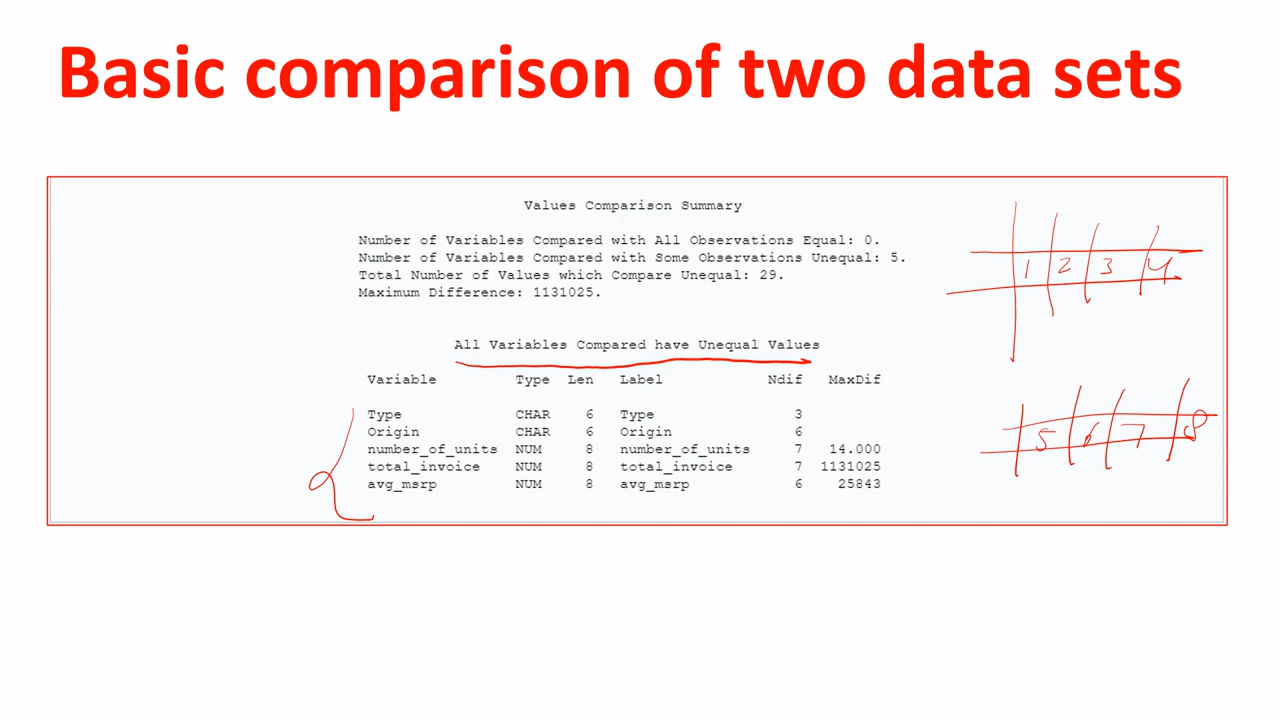 Basic comparison of two data sets
Values Comparison Summary
Number of Variables Compared with All Observations Equal: 0.
Number of Variables Compared with Some Observations Unequal: 5.
Total Number of Values which Compare Unequal: 29.
Maximum Difference: 1131025.
All Variables Compared have Unequal Values
Variable Type Len Label Ndif MaxDif
Type CHAR 6 Type 3
Origin CHAR 6 Origin 6
number_of_units NUM 8 number_of_units 7 14.000
total_invoice NUM 8 total_invoice 7 1131025
avg_msrp NUM 8 avg_msrp 6 25843
1 2 3 4
5 6 7 8